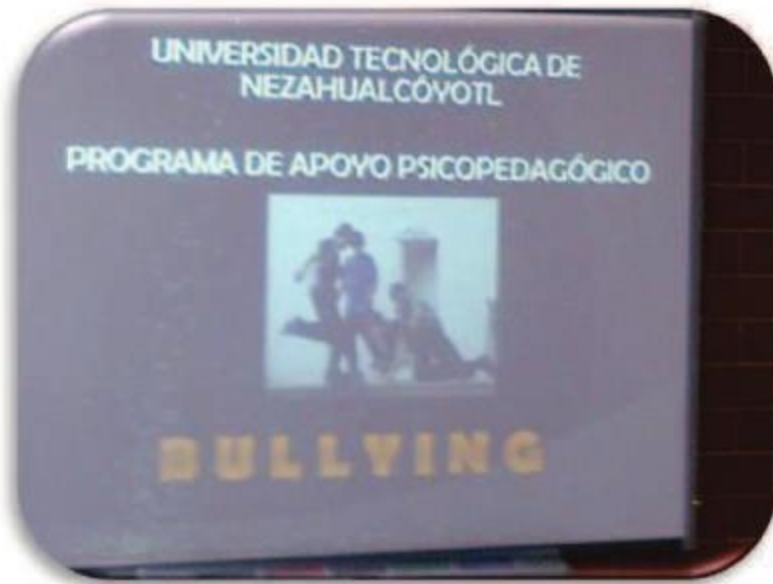 UNIVERSIDAD TECNOLÓGICA DE
NEZAHUALCÓYOTL
PROGRAMA DE APOYO PSICOPEDAGÓGICO
BULLYING